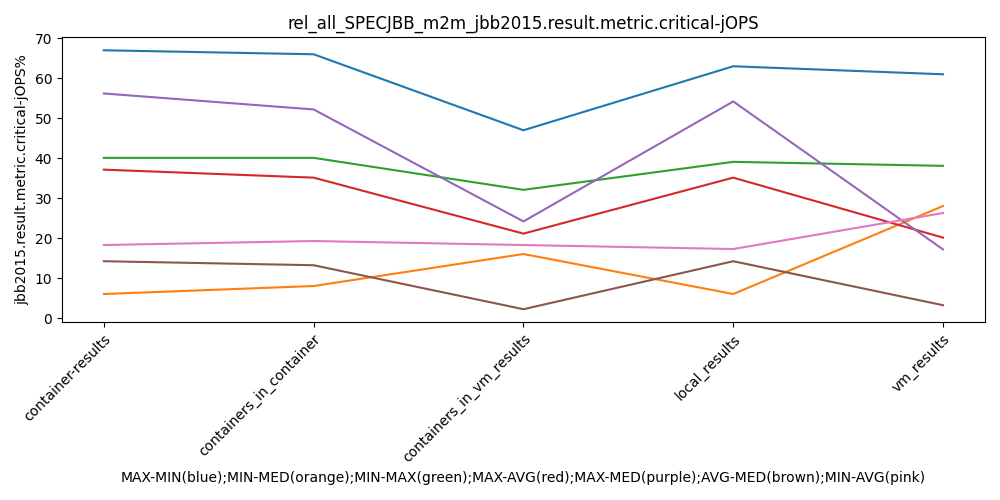 rel_all_SPECJBB_m2m_jbb2015.result.metric.critical-jOPS
jbb2015.result.metric.critical-jOPS%
70
60
50
40
30
20
10
0
container-results
containers_in_container
containers_in_vm_results
local_results
vm_results
MAX-MIN(blue);MIN-MED(orange);MIN-MAX(green);MAX-AVG(red);MAX-MED(purple);AVG-MED(brown);MIN-AVG(pink)